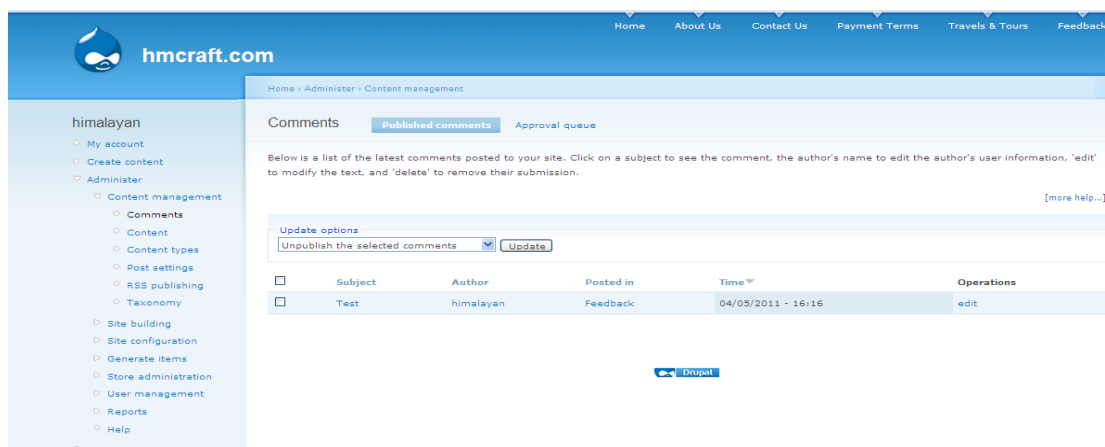 Home About Us Contact Us Payment Terms Travels & Tours Feedback
hmcraft.com
Home › Administer › Content management
himalayan
My account
Create content
Administer
Content management
Comments
Content
Content types
Post settings
RSS publishing
Taxonomy
Site building
Site configuration
Generate items
Store administration
User management
Reports
Help
Comments Published comments Approval queue
Below is a list of the latest comments posted to your site. Click on a subject to see the comment, the author's name to edit the author's user information, 'edit'
to modify the text, and 'delete' to remove their submission.
[more help...]
Update options
Unpublish the selected comments Update
Subject Author Posted in Time Operations
Test himalayan Feedback 04/05/2011 - 16:16 edit
Drupal